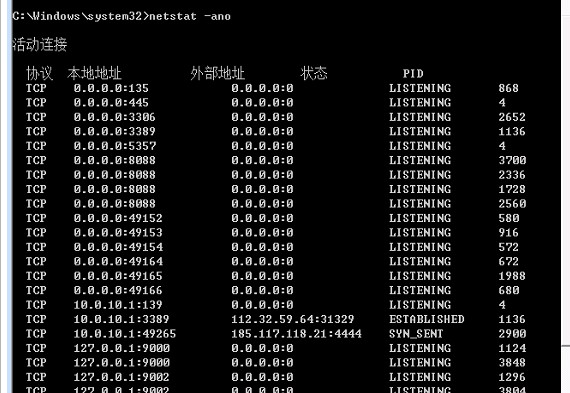 C:\Windows\system32>netstat -ano
活动连接
协议 本地地址 外部地址 状态 PID
TCP 0.0.0.0:135 0.0.0.0:0 LISTENING 868
TCP 0.0.0.0:445 0.0.0.0:0 LISTENING 4
TCP 0.0.0.0:3306 0.0.0.0:0 LISTENING 2652
TCP 0.0.0.0:3389 0.0.0.0:0 LISTENING 1136
TCP 0.0.0.0:5357 0.0.0.0:0 LISTENING 4
TCP 0.0.0.0:8088 0.0.0.0:0 LISTENING 3700
TCP 0.0.0.0:8088 0.0.0.0:0 LISTENING 2336
TCP 0.0.0.0:8088 0.0.0.0:0 LISTENING 1728
TCP 0.0.0.0:8088 0.0.0.0:0 LISTENING 2560
TCP 0.0.0.0:49152 0.0.0.0:0 LISTENING 580
TCP 0.0.0.0:49153 0.0.0.0:0 LISTENING 916
TCP 0.0.0.0:49154 0.0.0.0:0 LISTENING 572
TCP 0.0.0.0:49164 0.0.0.0:0 LISTENING 672
TCP 0.0.0.0:49165 0.0.0.0:0 LISTENING 1988
TCP 0.0.0.0:49166 0.0.0.0:0 LISTENING 680
TCP 10.0.10.1:139 0.0.0.0:0 LISTENING 4
TCP 10.0.10.1:3389 112.32.59.64:31329 ESTABLISHED 1136
TCP 10.0.10.1:49265 185.117.118.21:4444 SYN_SENT 2900
TCP 127.0.0.1:9000 0.0.0.0:0 LISTENING 1124
TCP 127.0.0.1:9000 0.0.0.0:0 LISTENING 3848
TCP 127.0.0.1:9002 0.0.0.0:0 LISTENING 1296
TCP 127.0.0.1:9002 0.0.0.0:0 LISTENING 3804